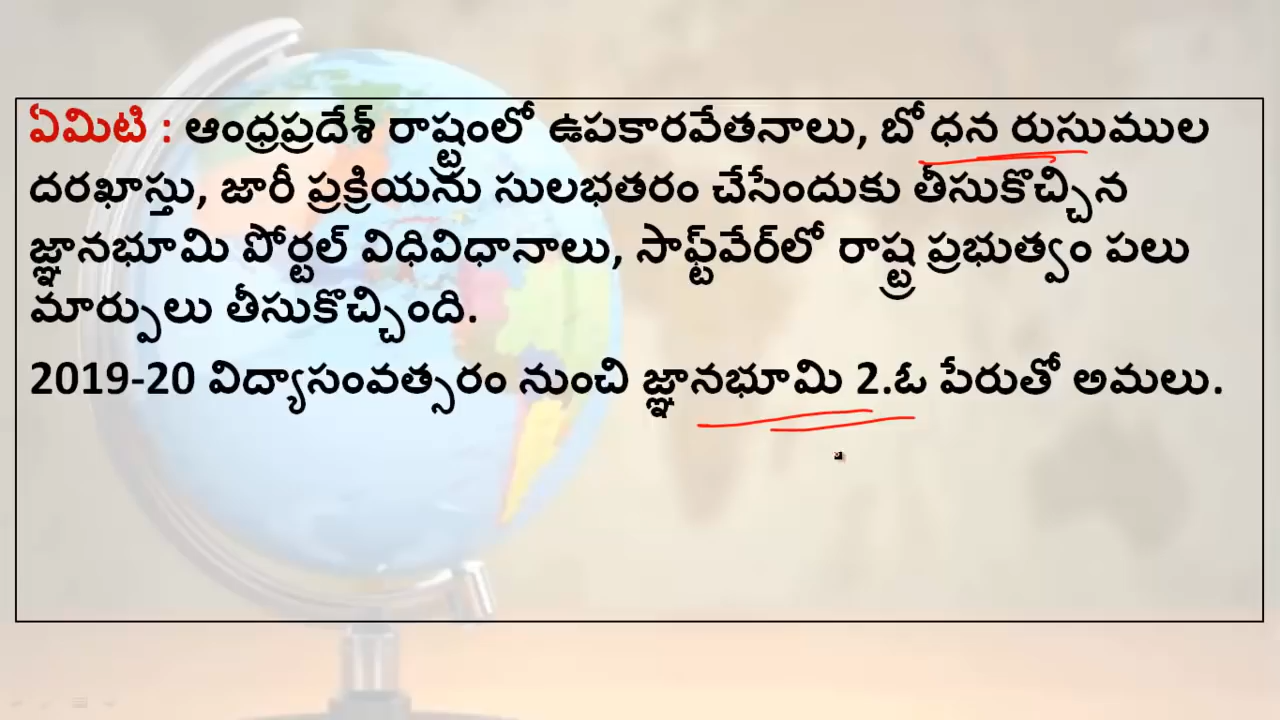 ఏమిటి : ఆంధ్రప్రదేశ్ రాష్ట్రంలో ఉపకారవేతనాలు, బోధన రుసుముల
దరఖాస్తు, జారీ ప్రక్రియను సులభతరం చేసేందుకు తీసుకొచ్చిన
జ్ఞానభూమి పోర్టల్ విధివిధానాలు, సాఫ్ట్‌వేర్‌లో రాష్ట్ర ప్రభుత్వం పలు
మార్పులు తీసుకొచ్చింది.
2019-20 విద్యాసంవత్సరం నుంచి జ్ఞానభూమి 2.ఓ పేరుతో అమలు.